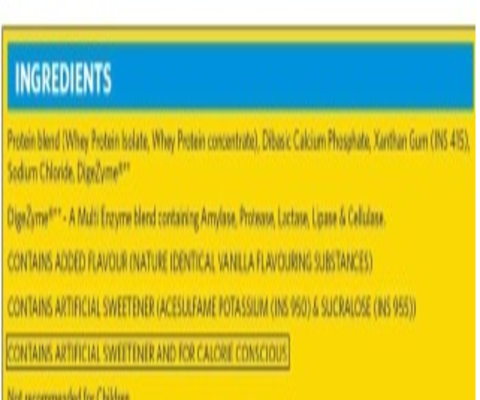 INGREDIENTS
Protein blend (Whey Protein Isolate, Whey Protein concentrate), Dibasic Calcium Phosphate, Xanthan Gum (INS 415),
Sodium Chloride, DigeZyme®**
DigeZyme®** - A Multi Enzyme blend containing Amylase, Protease, Lactase, Lipase & Cellulase.
CONTAINS ADDED FLAVOUR (NATURE IDENTICAL VANILLA FLAVOURING SUBSTANCES)
CONTAINS ARTIFICIAL SWEETENER (ACESULFAME POTASSIUM (INS 950) & SUCRALOSE (INS 955))
CONTAINS ARTIFICIAL SWEETENER AND FOR CALORIE CONSCIOUS
Not recommended for Children